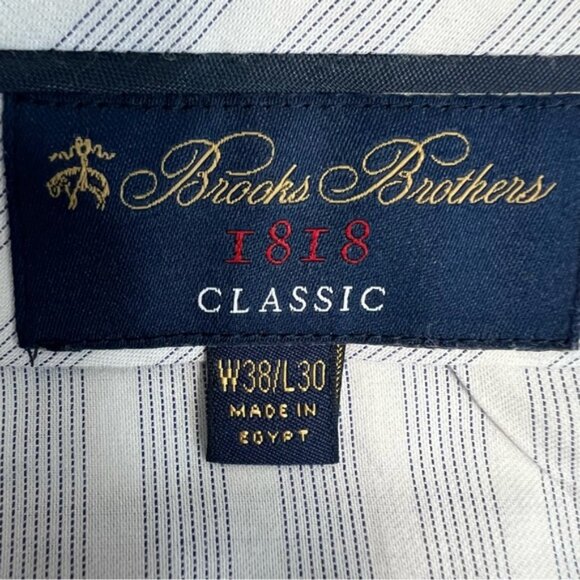 Brooks Brothers
1818
CLASSIC
W38/L30
MADE IN
EGYPT